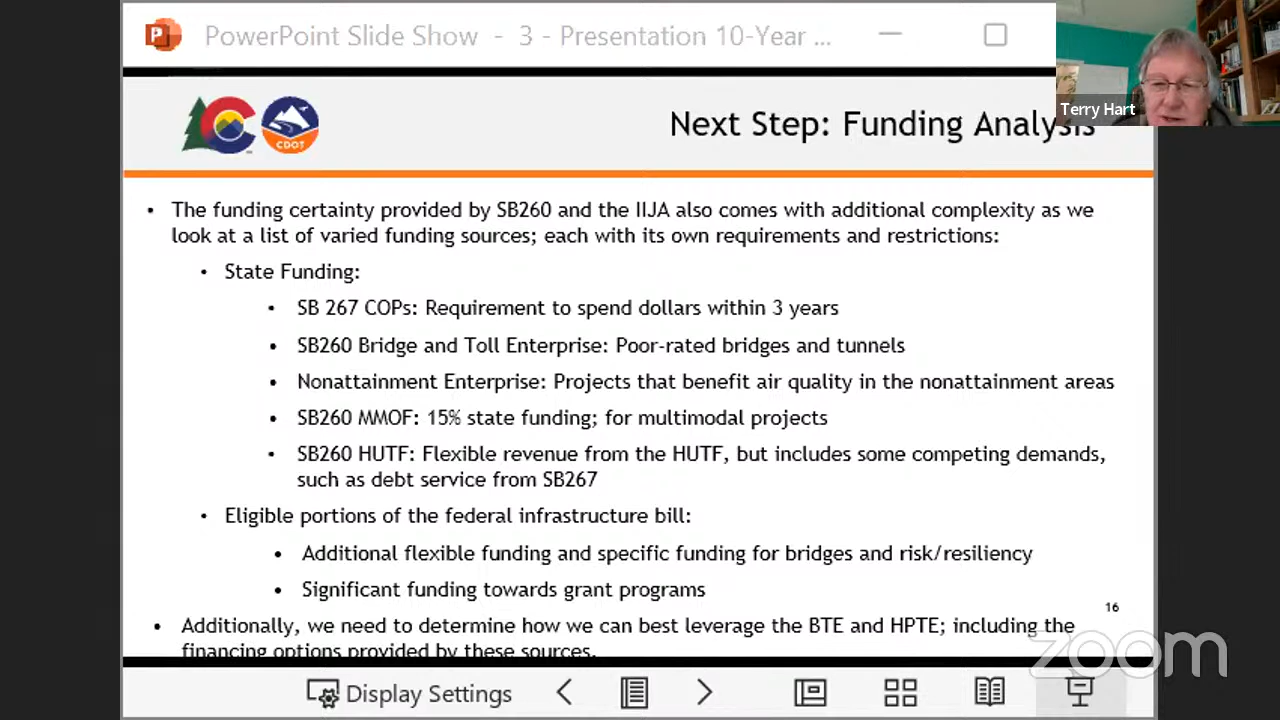 PowerPoint Slide Show - 3 - Presentation 10-Year ...
Terry Hart
CDOT
Next Step: Funding Analysis
• The funding certainty provided by SB260 and the IIJA also comes with additional complexity as we
look at a list of varied funding sources; each with its own requirements and restrictions:
• State Funding:
• SB 267 COPs: Requirement to spend dollars within 3 years
• SB260 Bridge and Toll Enterprise: Poor-rated bridges and tunnels
• Nonattainment Enterprise: Projects that benefit air quality in the nonattainment areas
• SB260 MMOF: 15% state funding; for multimodal projects
• SB260 HUTF: Flexible revenue from the HUTF, but includes some competing demands,
such as debt service from SB267
• Eligible portions of the federal infrastructure bill:
• Additional flexible funding and specific funding for bridges and risk/resiliency
• Significant funding towards grant programs
16
• Additionally, we need to determine how we can best leverage the BTE and HPTE; including the
financing options provided by these sources.
zoom
Display Settings